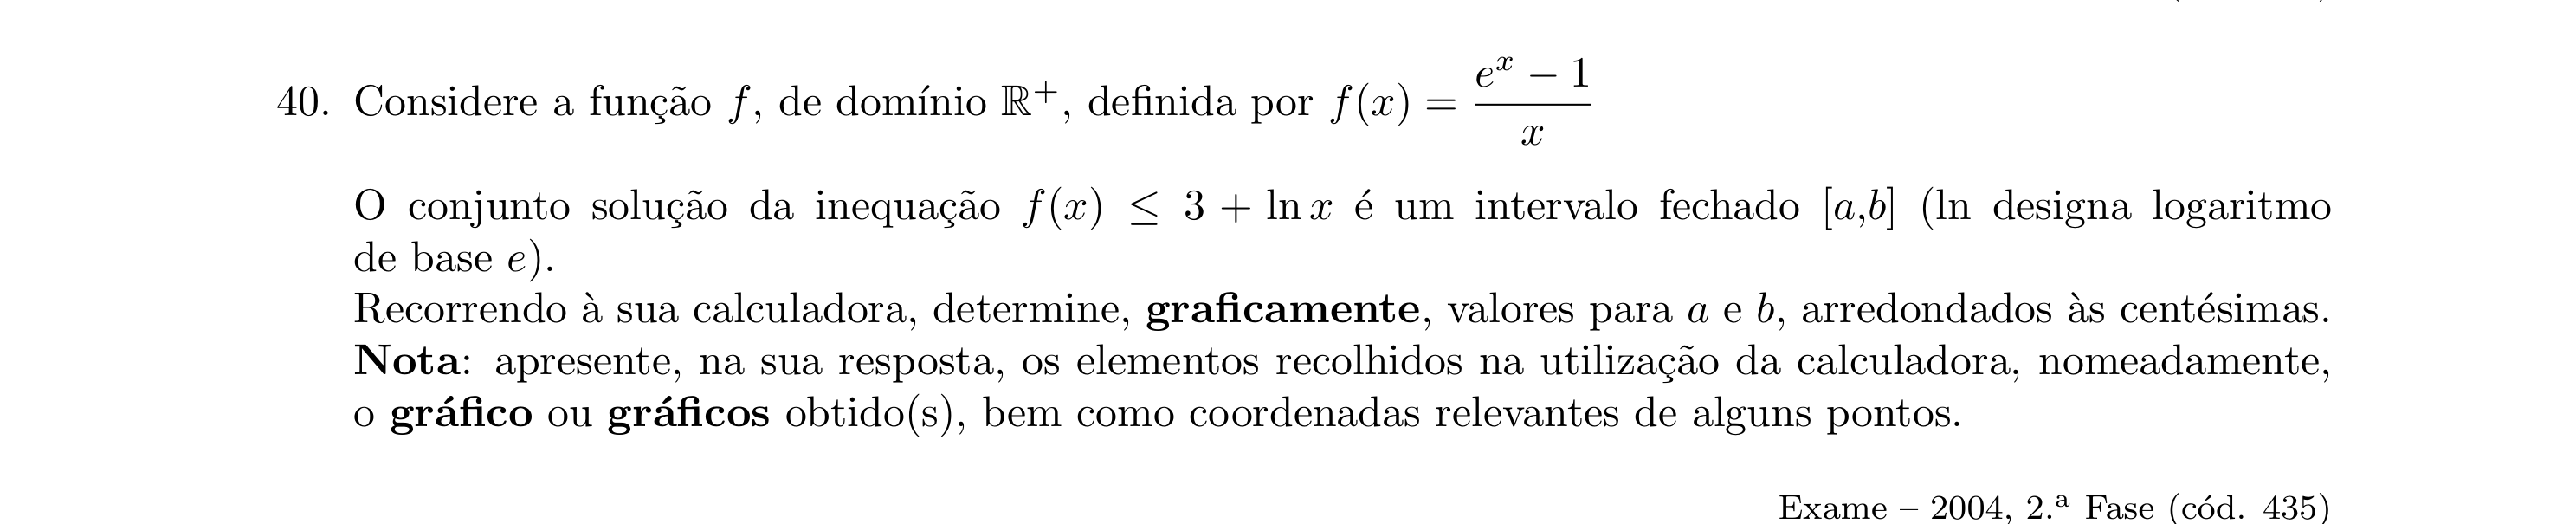 40. Considere a função f, de domínio ℝ⁺, definida por f(x) = (eˣ − 1)/x
O conjunto solução da inequação f(x) ≤ 3 + ln x é um intervalo fechado [a,b] (ln designa logaritmo
de base e).
Recorrendo à sua calculadora, determine, graficamente, valores para a e b, arredondados às centésimas.
Nota: apresente, na sua resposta, os elementos recolhidos na utilização da calculadora, nomeadamente,
o gráfico ou gráficos obtido(s), bem como coordenadas relevantes de alguns pontos.
Exame – 2004, 2.ª Fase (cód. 435)